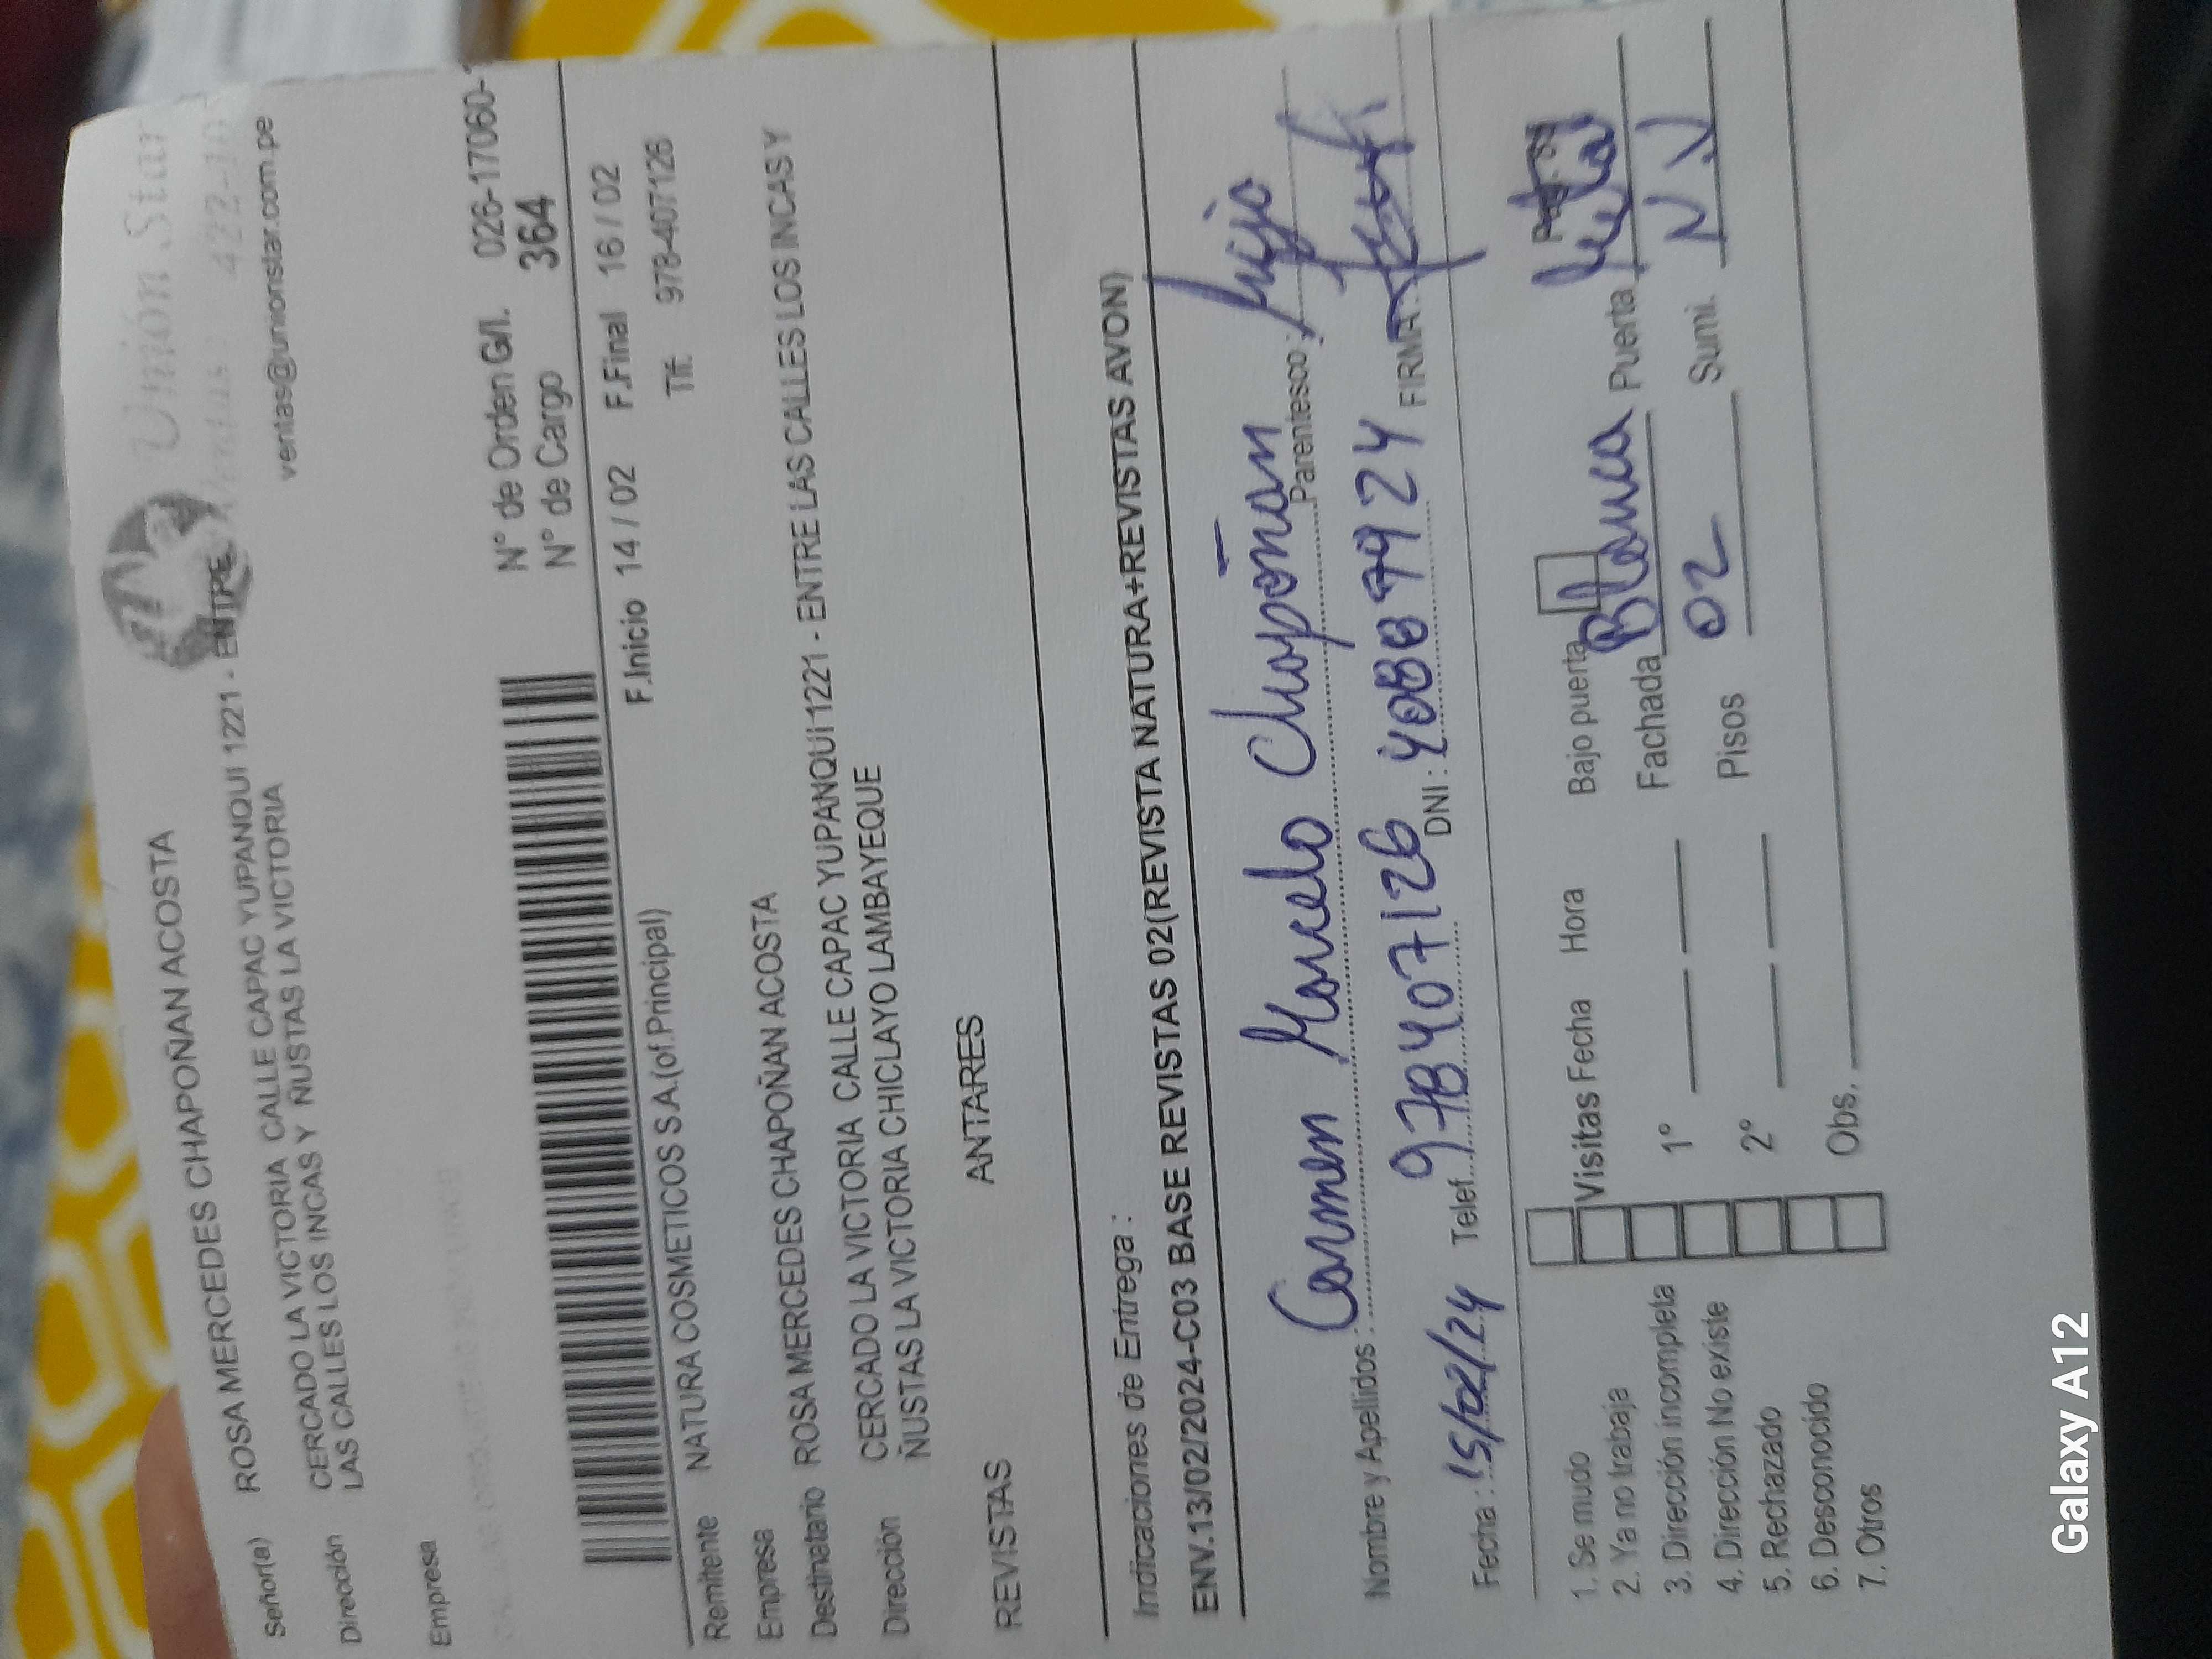 Unión Star
Ventas: 422-10
ventas@unionstar.com.pe
Señor(a) ROSA MERCEDES CHAPOÑAN ACOSTA
Dirección CERCADO LA VICTORIA CALLE CAPAC YUPANQUI 1221 - ENTRE
LAS CALLES LOS INCAS Y ÑUSTAS LA VICTORIA
Empresa
N° de Orden G/I. 026-17060-
N° de Cargo 364
F.Inicio 14 / 02 F.Final 16 / 02
Remitente NATURA COSMETICOS S.A.(of.Principal) Tlf. 978-407126
Empresa
Destinatario ROSA MERCEDES CHAPOÑAN ACOSTA
Dirección CERCADO LA VICTORIA CALLE CAPAC YUPANQUI 1221 - ENTRE LAS CALLES LOS INCAS Y
ÑUSTAS LA VICTORIA CHICLAYO LAMBAYEQUE
REVISTAS ANTARES
Indicaciones de Entrega :
ENV.13/02/2024-C03 BASE REVISTAS 02(REVISTA NATURA+REVISTAS AVON)
Nombre y Apellidos : Carmen Marcelo Chapoñan Parentesco : hijo
Fecha : 15/02/24 Telef. 978407126 DNI : 40887924 FIRMA :
1. Se mudo
2. Ya no trabaja
3. Dirección incompleta
4. Dirección No existe
5. Rechazado
6. Desconocido
7. Otros
Visitas Fecha Hora
1°
2°
Obs.
Bajo puerta
Fachada Blanca Puerta
Pisos 02 Sumi. N.N
Galaxy A12